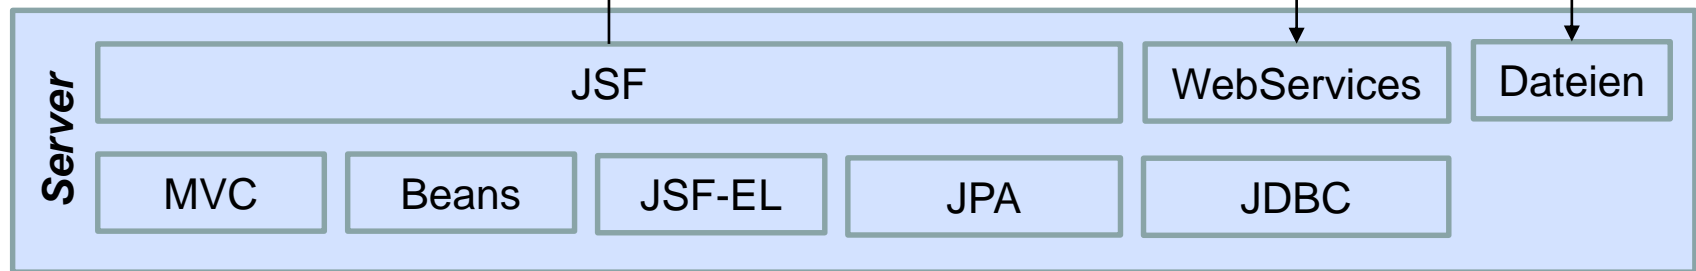 Server
JSF
WebServices
Dateien
MVC
Beans
JSF-EL
JPA
JDBC